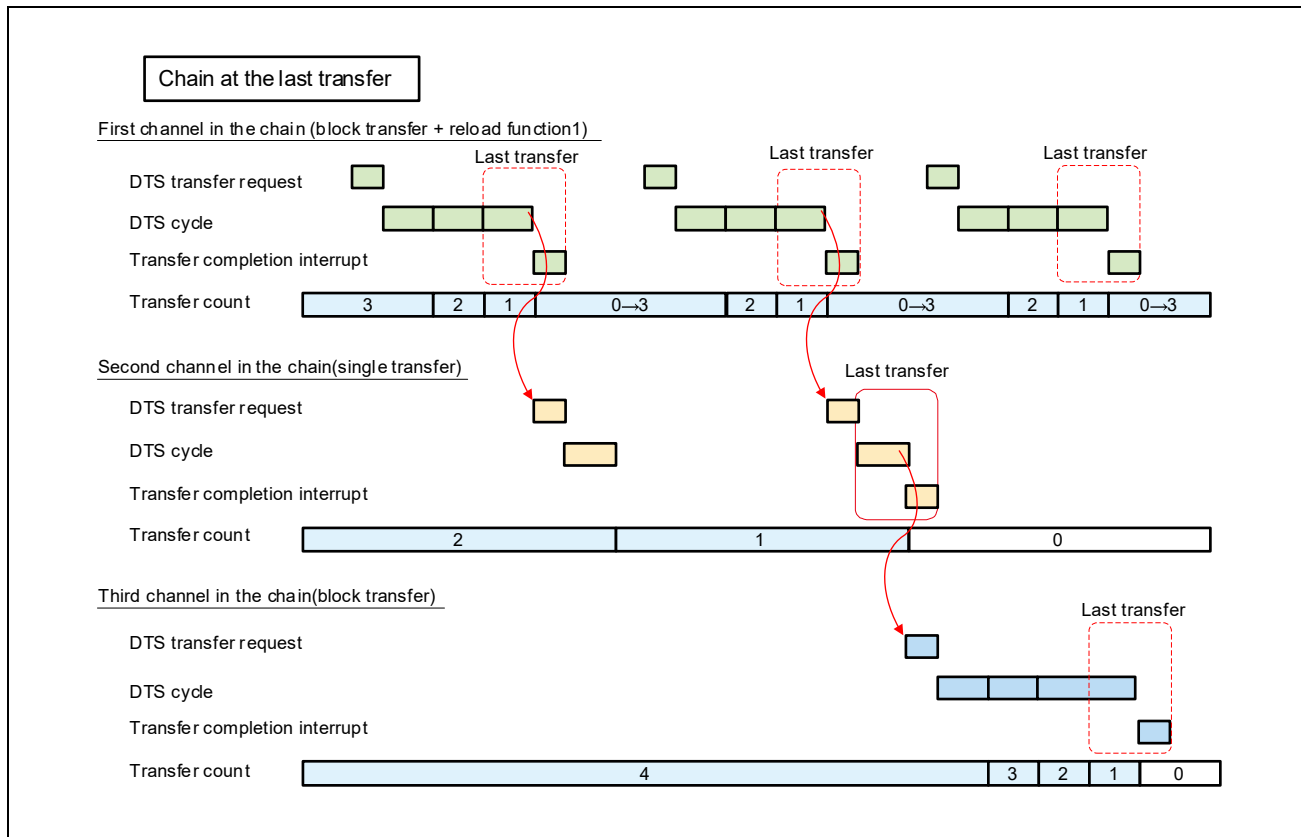 Chain at the last transfer
First channel in the chain (block transfer + reload function1)
Last transfer Last transfer Last transfer
DTS transfer request
DTS cycle
Transfer completion interrupt
Transfer count 3 2 1 0→3 2 1 0→3 2 1 0→3
Second channel in the chain(single transfer)
Last transfer
DTS transfer request
DTS cycle
Transfer completion interrupt
Transfer count 2 1 0
Third channel in the chain(block transfer)
Last transfer
DTS transfer request
DTS cycle
Transfer completion interrupt
Transfer count 4 3 2 1 0